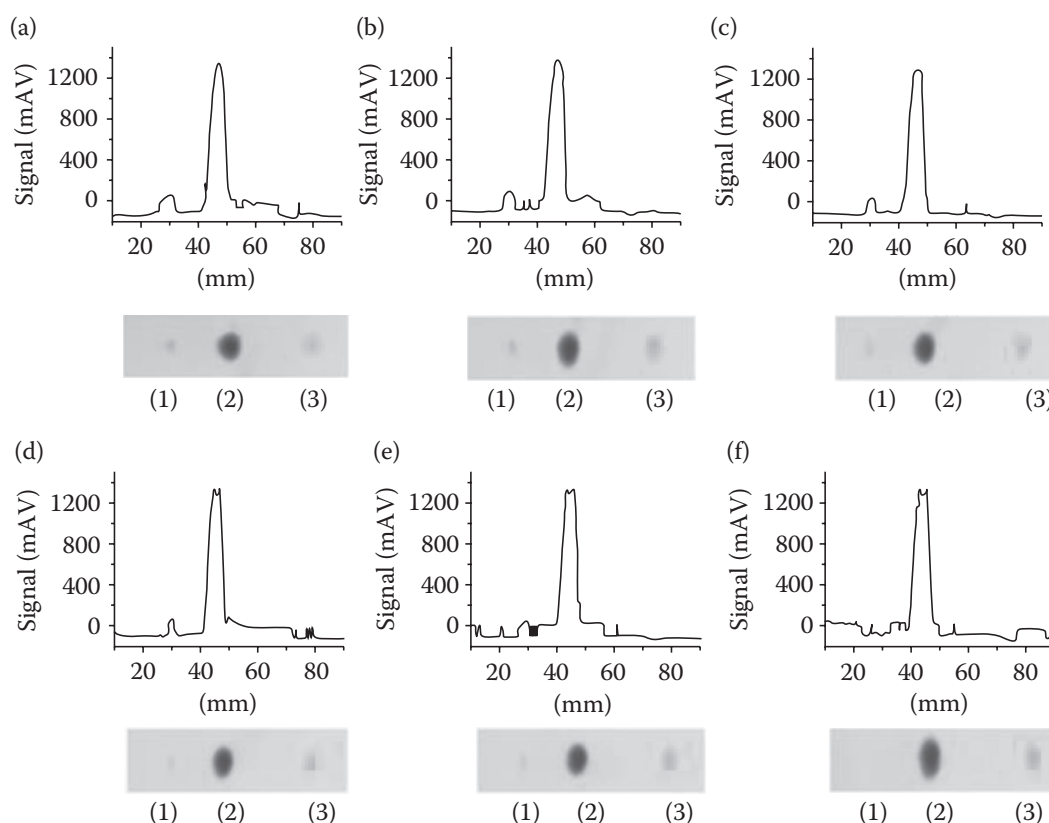 (a) (b) (c)
Signal (mAV) 1200 800 400 0 Signal (mAV) 1200 800 400 0 Signal (mAV) 1200 800 400 0
20 40 60 80 20 40 60 80 20 40 60 80
(mm) (mm) (mm)
(1) (2) (3) (1) (2) (3) (1) (2) (3)
(d) (e) (f)
Signal (mAV) 1200 800 400 0 Signal (mAV) 1200 800 400 0 Signal (mAV) 1200 800 400 0
20 40 60 80 20 40 60 80 20 40 60 80
(mm) (mm) (mm)
(1) (2) (3) (1) (2) (3) (1) (2) (3)